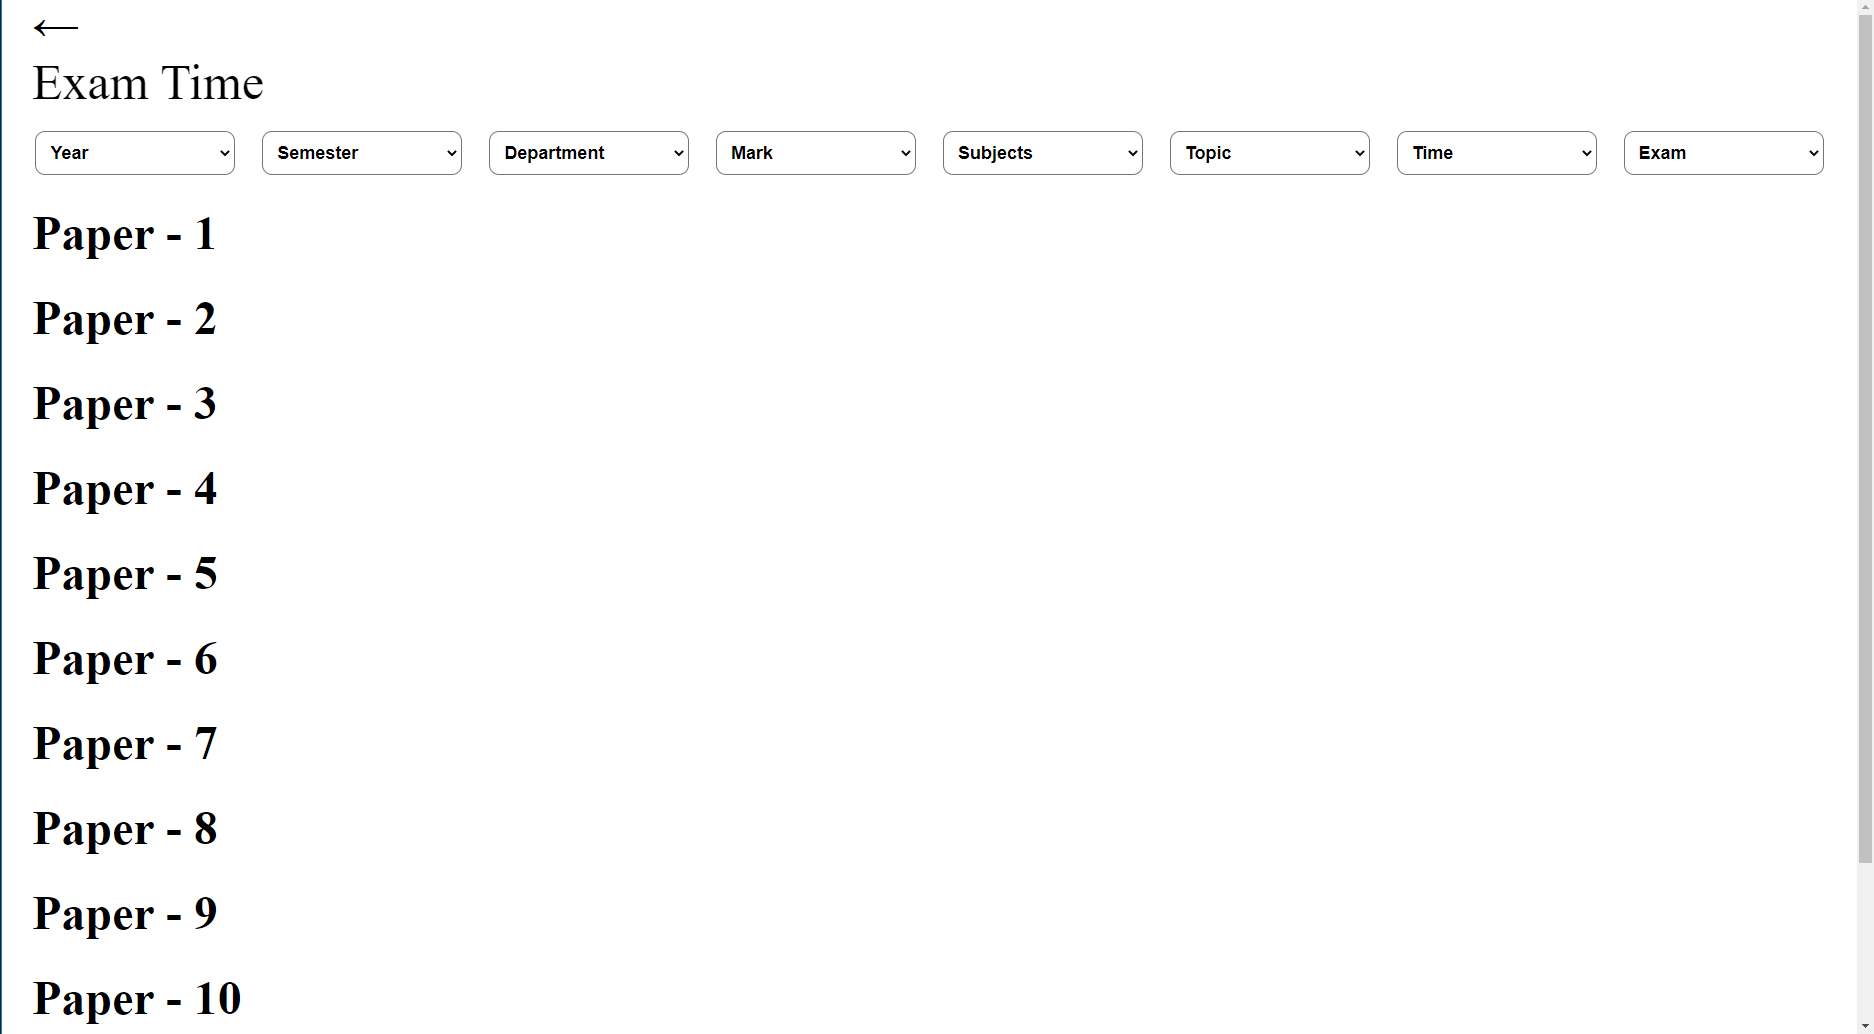 Exam Time
Year Semester Department Mark Subjects Topic Time Exam
Paper - 1
Paper - 2
Paper - 3
Paper - 4
Paper - 5
Paper - 6
Paper - 7
Paper - 8
Paper - 9
Paper - 10